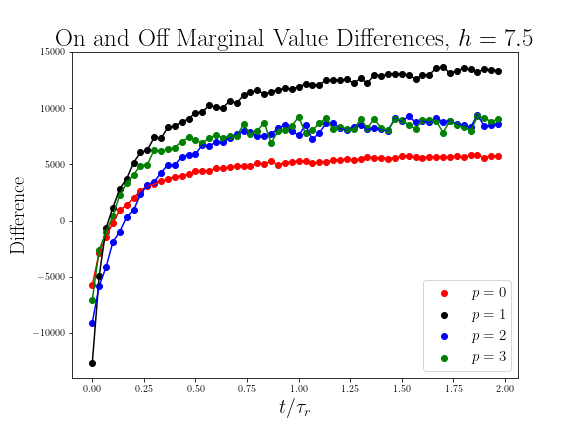 On and Off Marginal Value Differences, h = 7.5
Difference
15000
10000
5000
0
−5000
−10000
0.00 0.25 0.50 0.75 1.00 1.25 1.50 1.75 2.00
t/τr
p = 0
p = 1
p = 2
p = 3